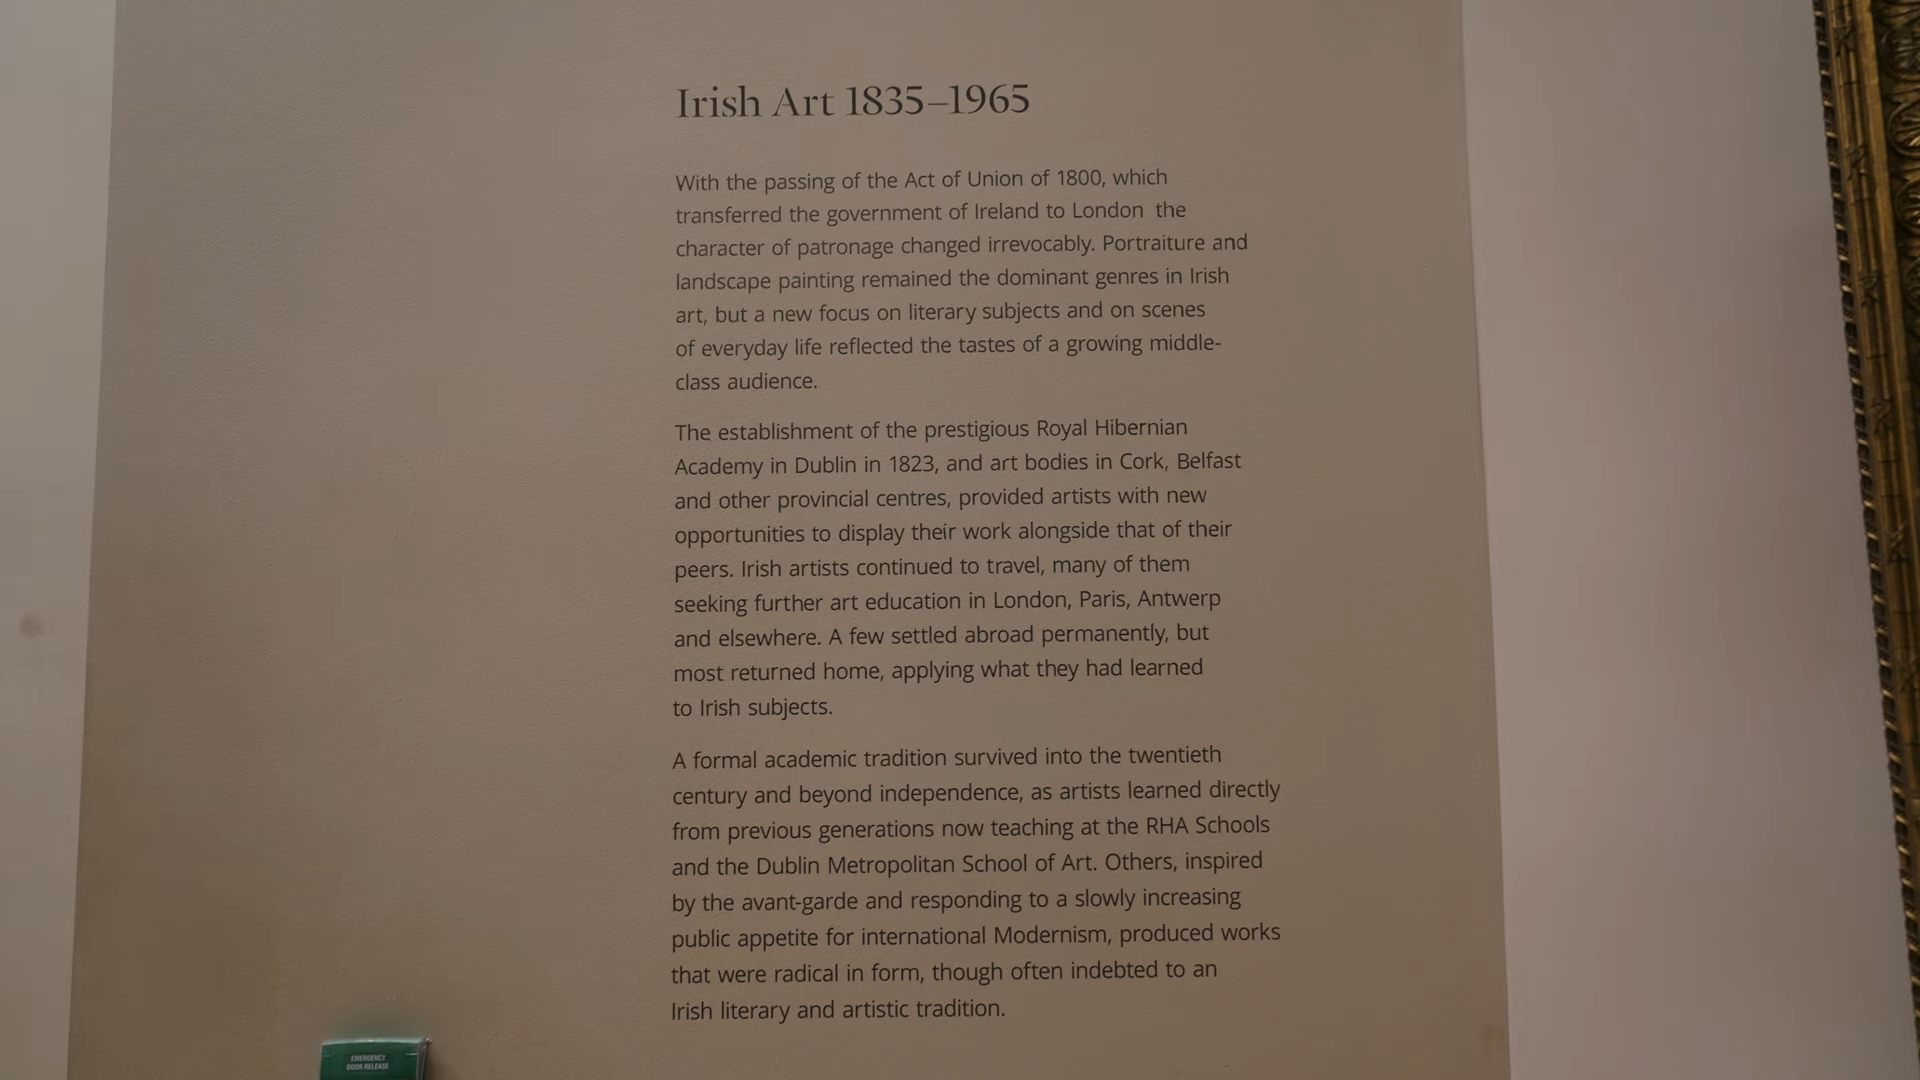 Irish Art 1835–1965
With the passing of the Act of Union of 1800, which
transferred the government of Ireland to London the
character of patronage changed irrevocably. Portraiture and
landscape painting remained the dominant genres in Irish
art, but a new focus on literary subjects and on scenes
of everyday life reflected the tastes of a growing middle-
class audience.
The establishment of the prestigious Royal Hibernian
Academy in Dublin in 1823, and art bodies in Cork, Belfast
and other provincial centres, provided artists with new
opportunities to display their work alongside that of their
peers. Irish artists continued to travel, many of them
seeking further art education in London, Paris, Antwerp
and elsewhere. A few settled abroad permanently, but
most returned home, applying what they had learned
to Irish subjects.
A formal academic tradition survived into the twentieth
century and beyond independence, as artists learned directly
from previous generations now teaching at the RHA Schools
and the Dublin Metropolitan School of Art. Others, inspired
by the avant-garde and responding to a slowly increasing
public appetite for international Modernism, produced works
that were radical in form, though often indebted to an
Irish literary and artistic tradition.
EMERGENCY
DOOR RELEASE